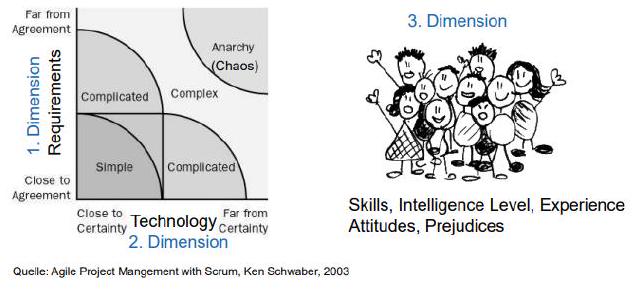 Far from
Agreement
1. Dimension
Requirements
Close to
Agreement
Anarchy
(Chaos)
Complicated
Complex
Simple
Complicated
Close to
Certainty
Technology
Far from
Certainty
2. Dimension
3. Dimension
Skills, Intelligence Level, Experience
Attitudes, Prejudices
Quelle: Agile Project Mangement with Scrum, Ken Schwaber, 2003